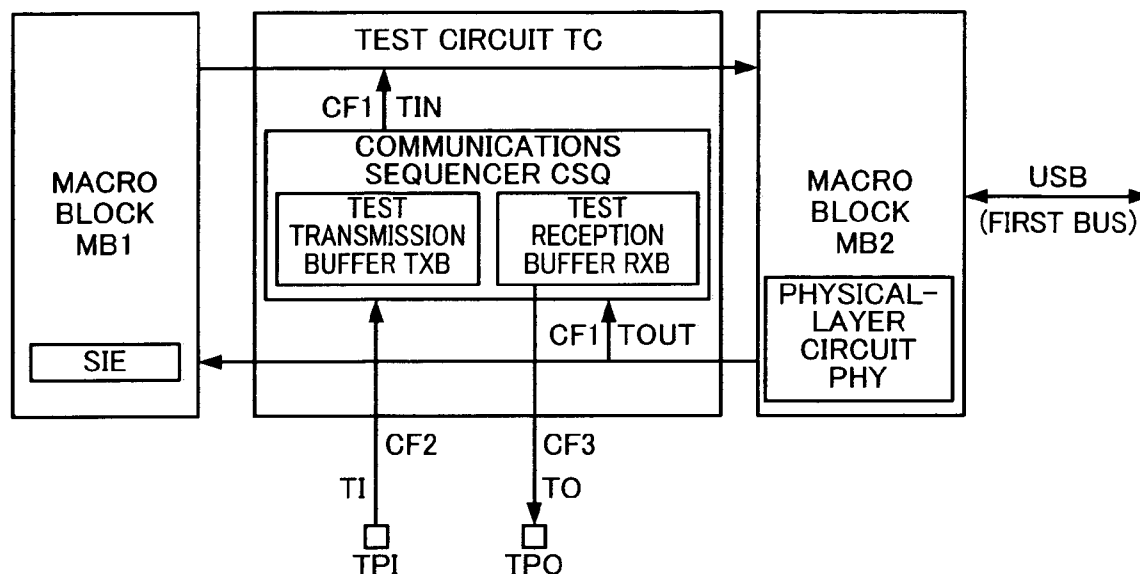 TEST CIRCUIT TC
CF1 TIN
COMMUNICATIONS
SEQUENCER CSQ
TEST
TRANSMISSION
BUFFER TXB
TEST
RECEPTION
BUFFER RXB
MACRO
BLOCK
MB1
SIE
MACRO
BLOCK
MB2
USB
(FIRST BUS)
PHYSICAL-
LAYER
CIRCUIT
PHY
CF1 TOUT
CF2
CF3
TI
TO
TPI
TPO